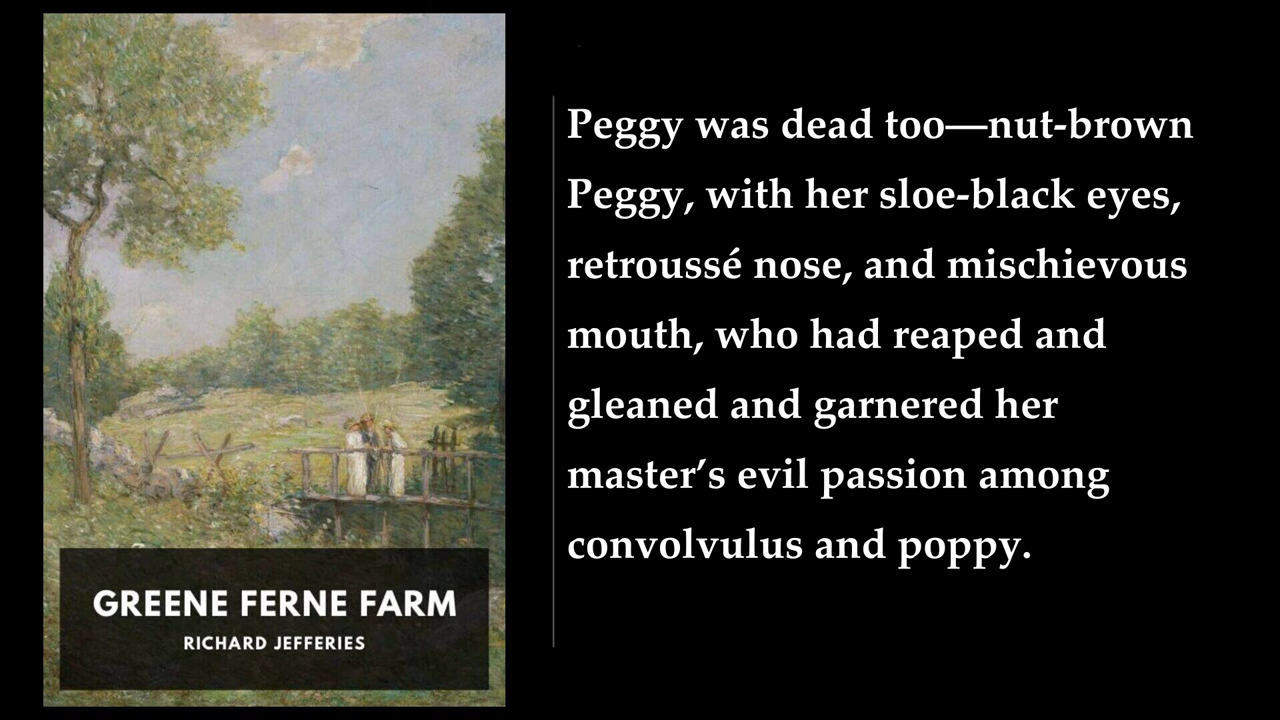 GREENE FERNE FARM
RICHARD JEFFERIES
Peggy was dead too—nut-brown
Peggy, with her sloe-black eyes,
retroussé nose, and mischievous
mouth, who had reaped and
gleaned and garnered her
master’s evil passion among
convolvulus and poppy.